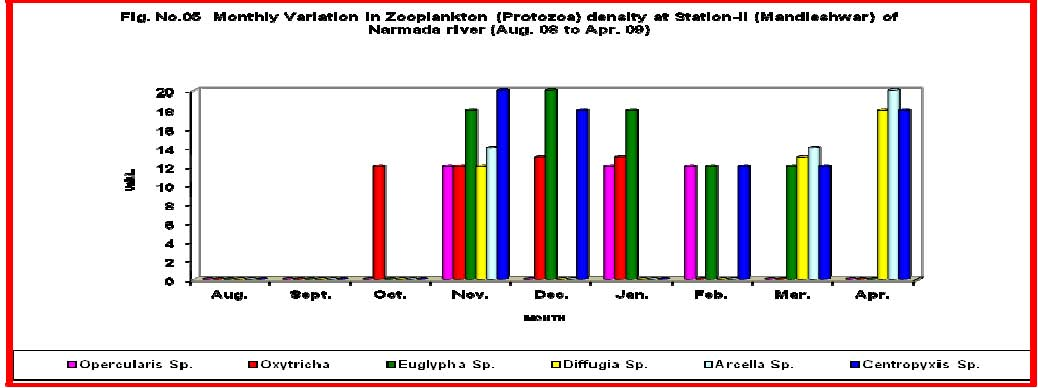 Fig. No.05 Monthly Variation in Zooplankton (Protozoa) density at Station-II (Mandleshwar) of
Narmada river (Aug. 08 to Apr. 09)
20
18
16
14
12
10
8
6
4
2
0
Aug. Sept. Oct. Nov. Dec. Jan. Feb. Mar. Apr.
MONTH
Opercularis Sp. Oxytricha Euglypha Sp. Diffugia Sp. Arcella Sp. Centropyxiis Sp.